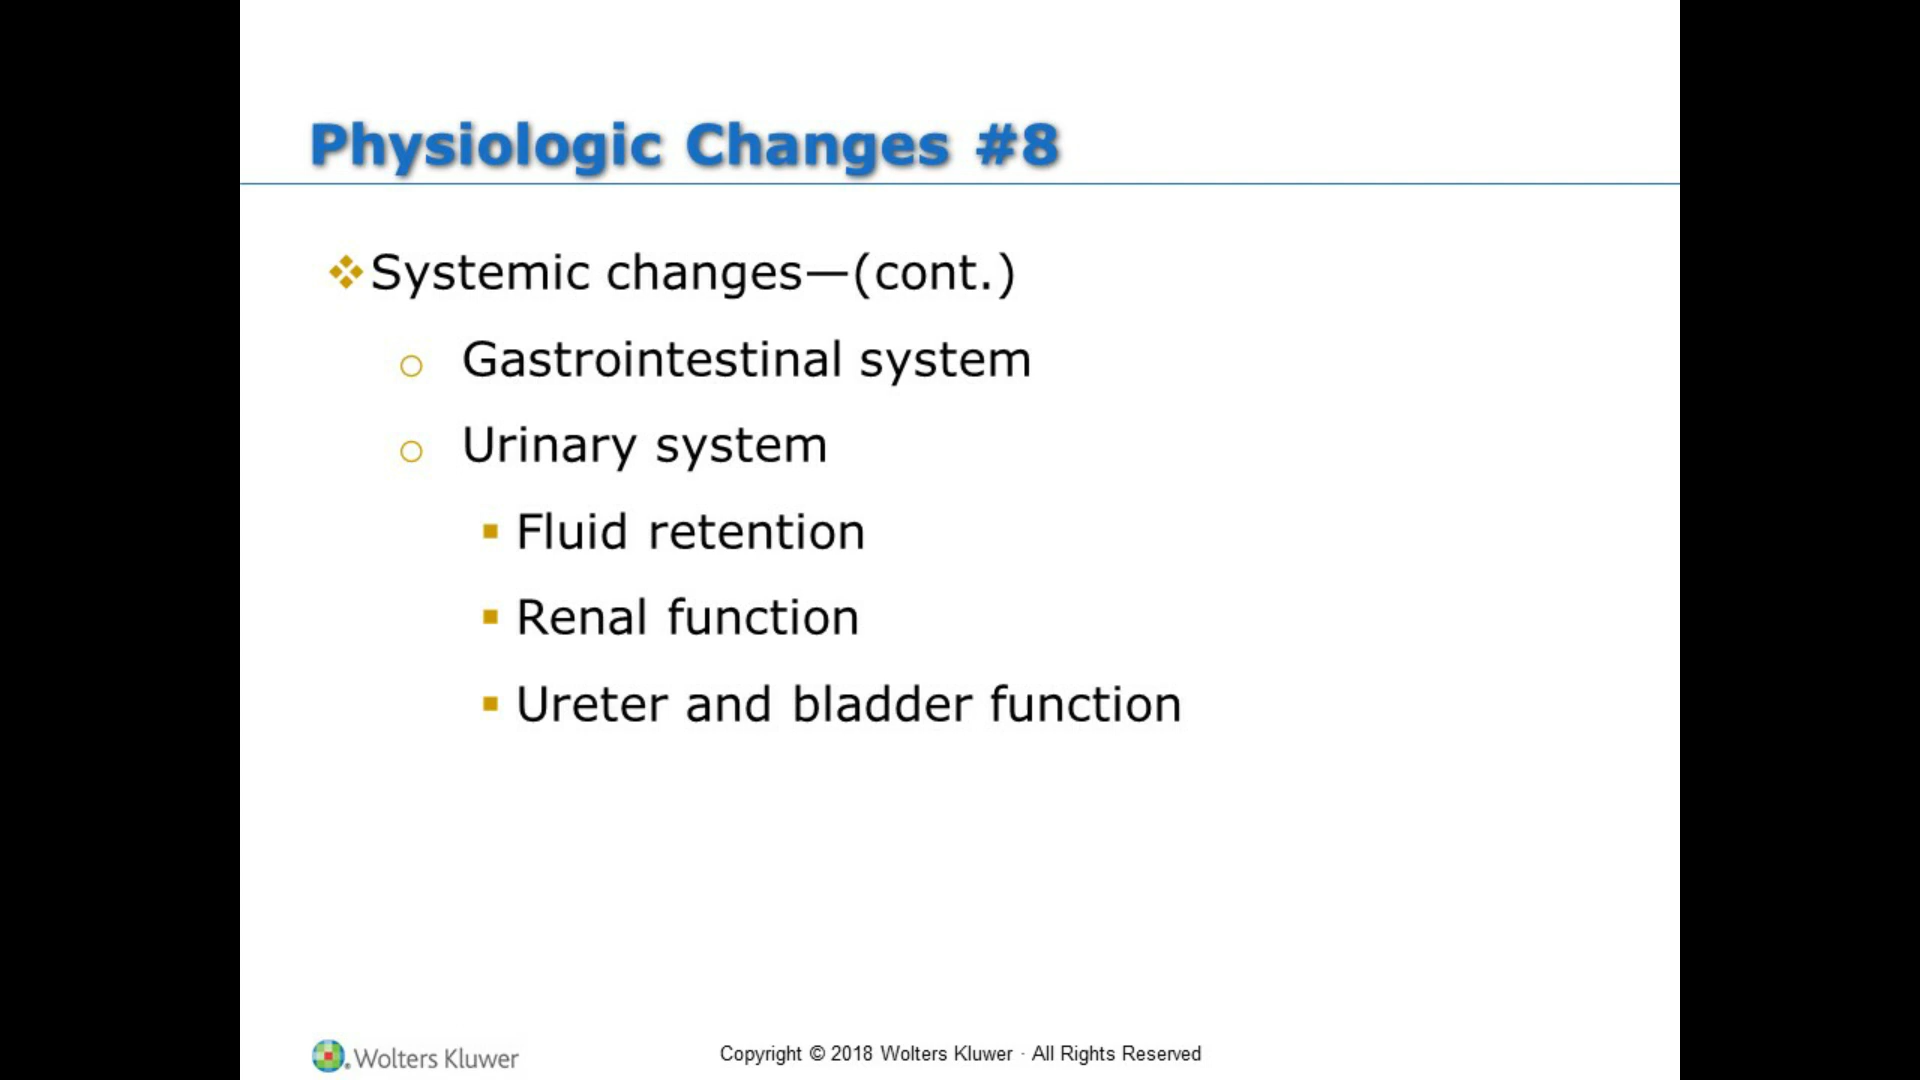 Physiologic Changes #8
Systemic changes—(cont.)
Gastrointestinal system
Urinary system
Fluid retention
Renal function
Ureter and bladder function
Wolters Kluwer
Copyright © 2018 Wolters Kluwer · All Rights Reserved